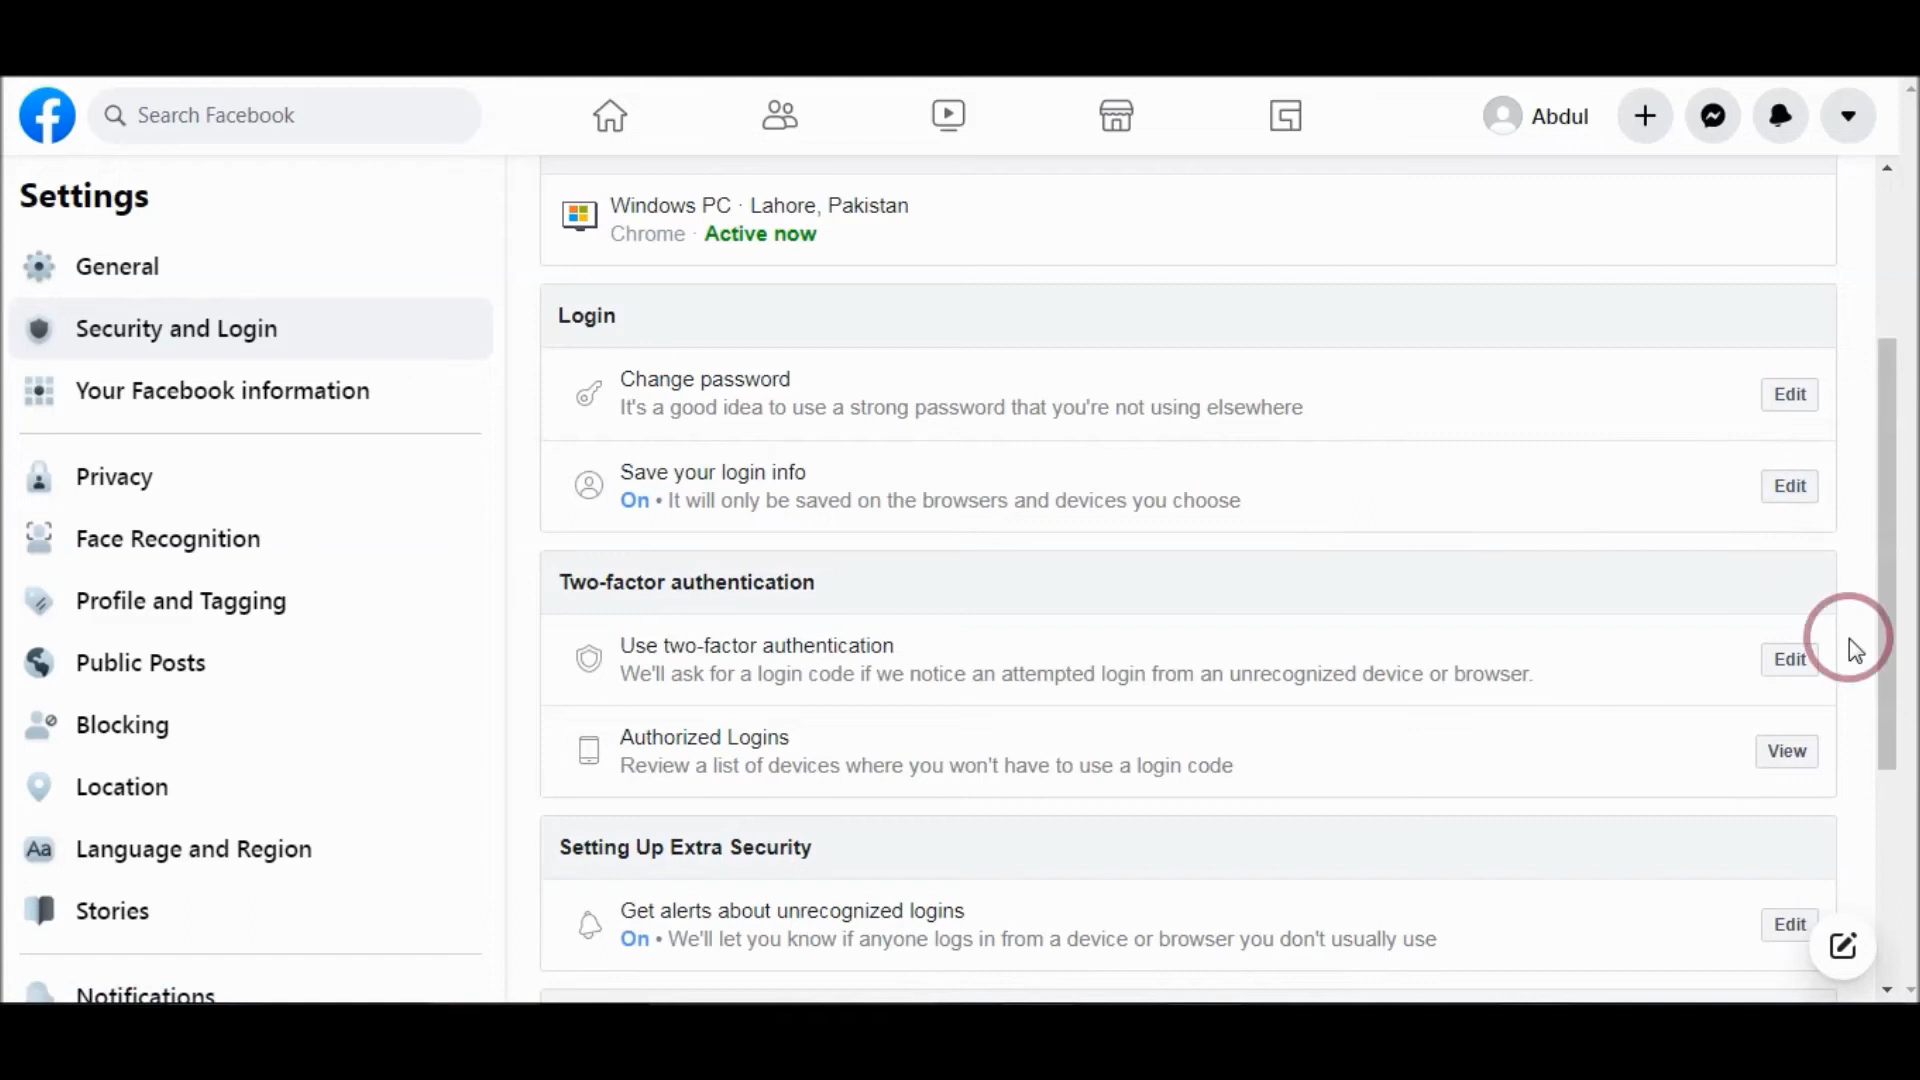 Search Facebook
Abdul
Settings
General
Security and Login
Your Facebook information
Privacy
Face Recognition
Profile and Tagging
Public Posts
Blocking
Location
Aa Language and Region
Stories
Notifications
Windows PC · Lahore, Pakistan
Chrome · Active now
Login
Change password
It's a good idea to use a strong password that you're not using elsewhere
Edit
Save your login info
On • It will only be saved on the browsers and devices you choose
Edit
Two-factor authentication
Use two-factor authentication
We'll ask for a login code if we notice an attempted login from an unrecognized device or browser.
Edit
Authorized Logins
Review a list of devices where you won't have to use a login code
View
Setting Up Extra Security
Get alerts about unrecognized logins
On • We'll let you know if anyone logs in from a device or browser you don't usually use
Edit